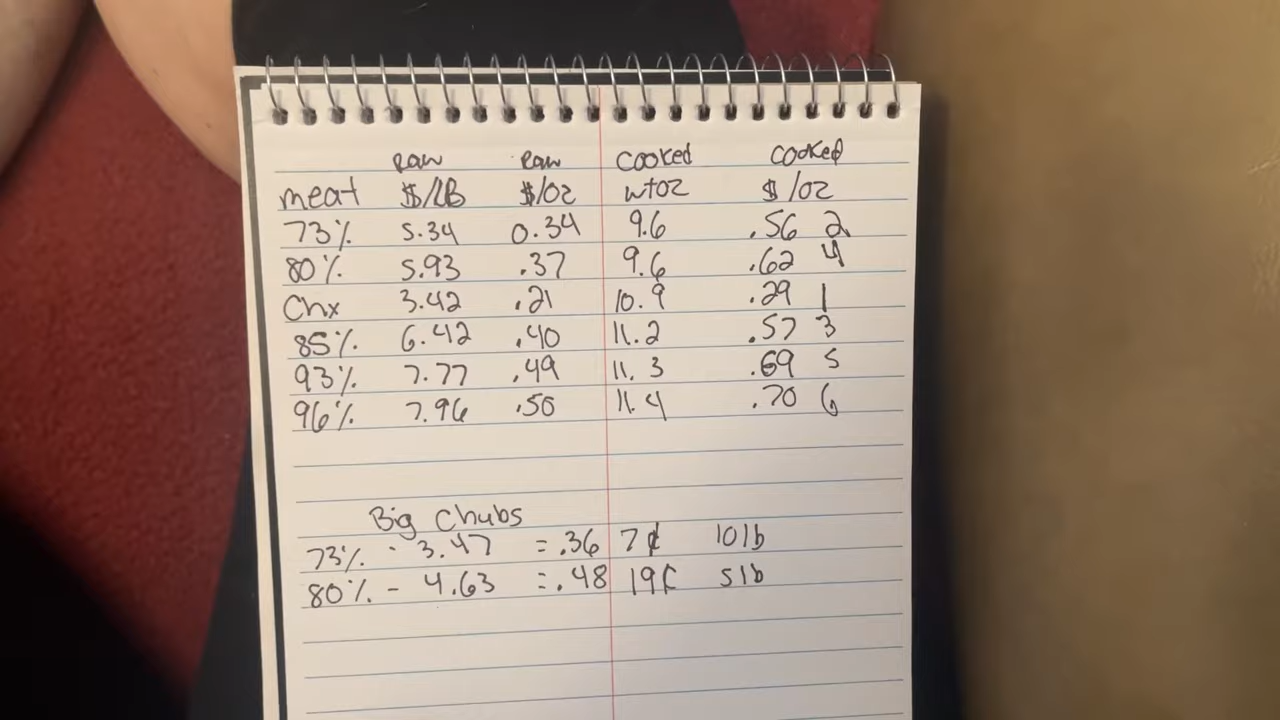 Raw Raw Cooked Cooked
meat $/LB $/oz wtoz $/oz
73% 5.34 0.34 9.6 .56 2
80% 5.93 .37 9.6 .62 4
Chx 3.42 .21 10.9 .29 1
85% 6.42 .40 11.2 .57 3
93% 7.77 .49 11.3 .69 5
96% 7.96 .50 11.4 .70 6
Big Chubs
73% - 3.47 = .36 7¢ 10lb
80% - 4.63 = .48 19¢ 5lb